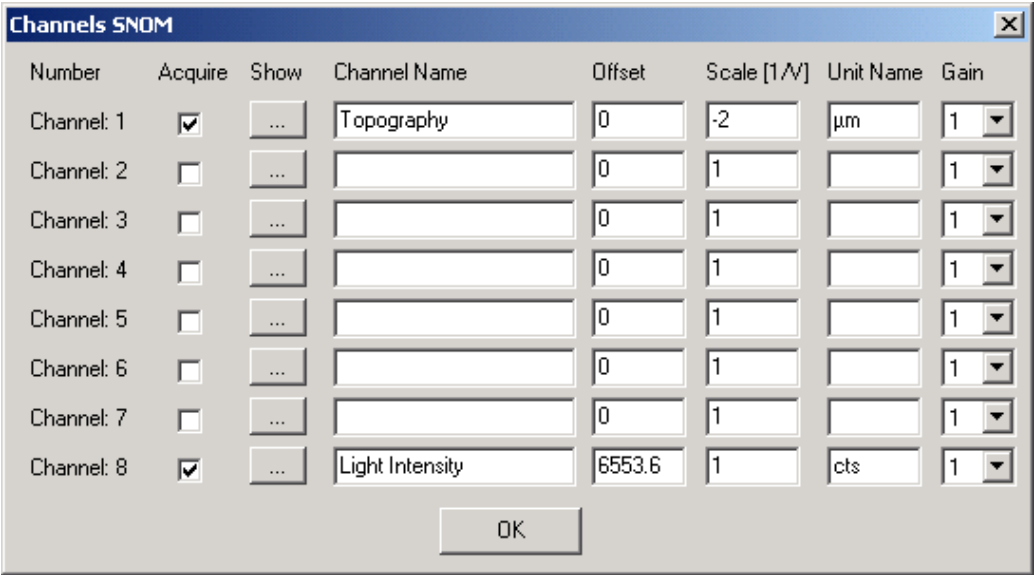 Channels SNOM
Number Acquire Show Channel Name Offset Scale [1/V] Unit Name Gain
Channel: 1 ... Topography 0 -2 µm 1
Channel: 2 ... 0 1 1
Channel: 3 ... 0 1 1
Channel: 4 ... 0 1 1
Channel: 5 ... 0 1 1
Channel: 6 ... 0 1 1
Channel: 7 ... 0 1 1
Channel: 8 ... Light Intensity 6553.6 1 cts 1
OK